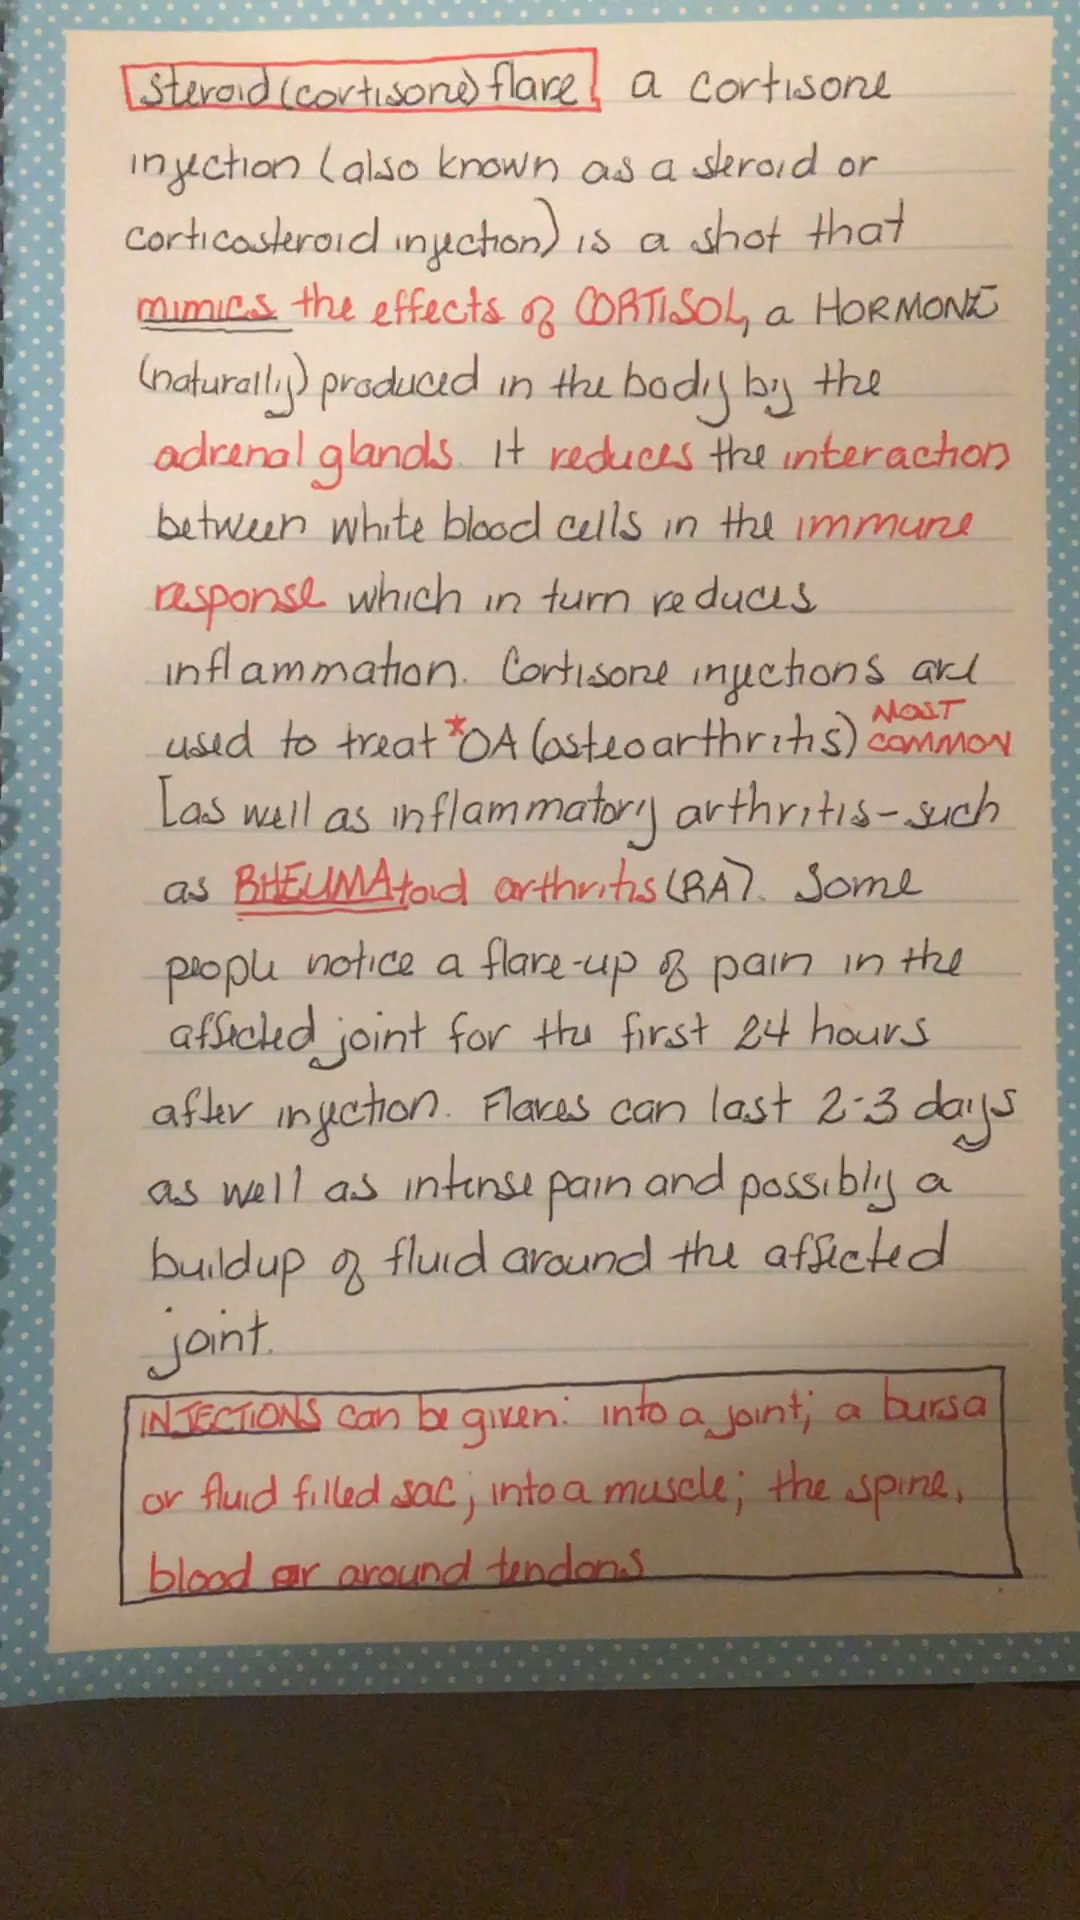 steroid (cortisone) flare a cortisone
injection (also known as a steroid or
corticosteroid injection) is a shot that
mimics the effects of CORTISOL, a HORMONE
(naturally) produced in the body by the
adrenal glands. It reduces the interaction
between white blood cells in the immune
response which in turn reduces
inflammation. Cortisone injections are
used to treat *OA (osteoarthritis) MOST COMMON
[as well as inflammatory arthritis - such
as RHEUMAtoid arthritis (RA]. Some
people notice a flare-up of pain in the
affected joint for the first 24 hours
after injection. Flares can last 2-3 days
as well as intense pain and possibly a
buildup of fluid around the affected
joint.
INJECTIONS can be given: into a joint; a bursa
or fluid filled sac; into a muscle; the spine,
blood or around tendons